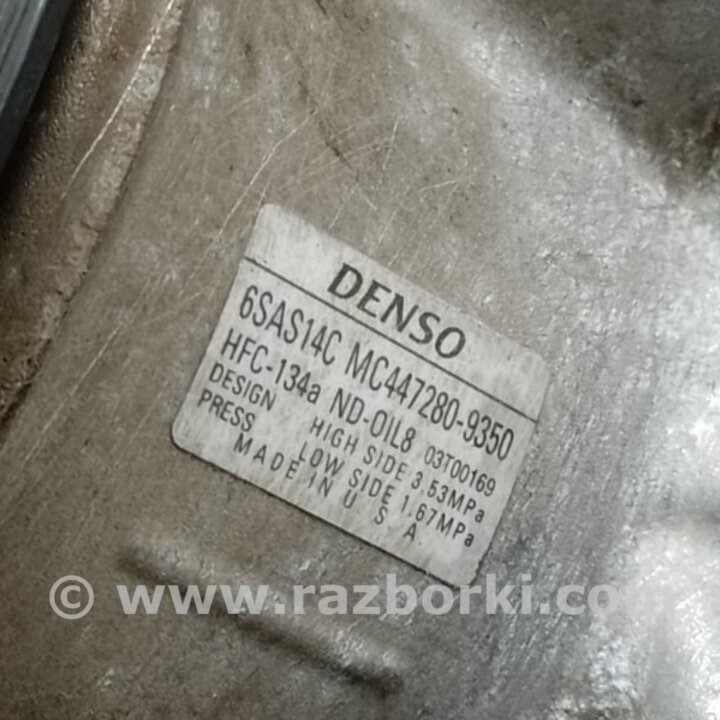 DENSO
6SAS14C MC447280-9350
HFC-134a ND-OIL8 03T00169
DESIGN HIGH SIDE 3.53MPa
PRESS LOW SIDE 1.67MPa
MADE IN U S A.
© www.razborki.com